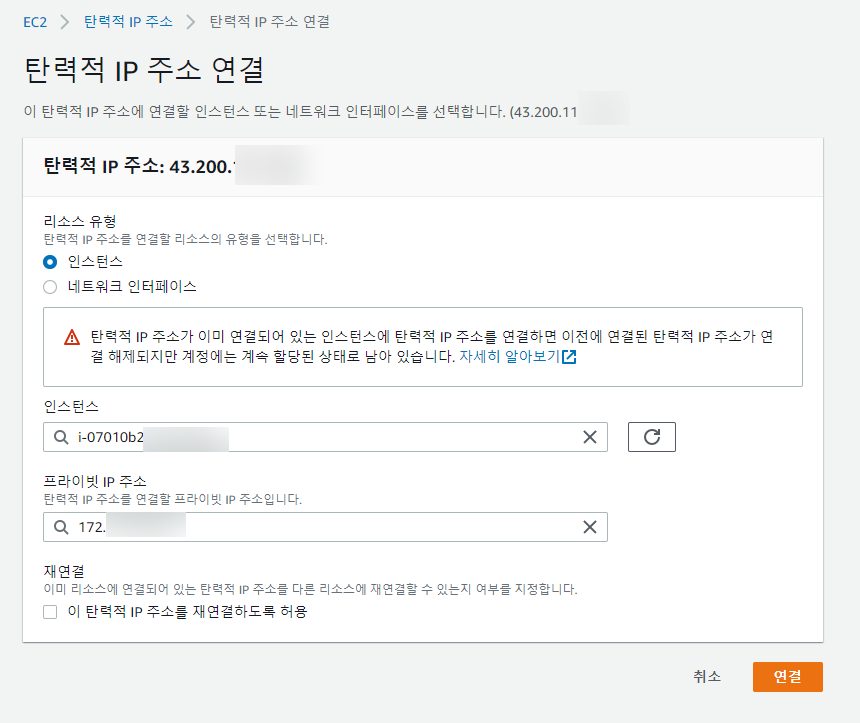 EC2 > 탄력적 IP 주소 > 탄력적 IP 주소 연결
탄력적 IP 주소 연결
이 탄력적 IP 주소에 연결할 인스턴스 또는 네트워크 인터페이스를 선택합니다. (43.200.11
탄력적 IP 주소: 43.200.
리소스 유형
탄력적 IP 주소를 연결할 리소스의 유형을 선택합니다.
인스턴스
네트워크 인터페이스
탄력적 IP 주소가 이미 연결되어 있는 인스턴스에 탄력적 IP 주소를 연결하면 이전에 연결된 탄력적 IP 주소가 연
결 해제되지만 계정에는 계속 할당된 상태로 남아 있습니다. 자세히 알아보기
인스턴스
i-07010b2
프라이빗 IP 주소
탄력적 IP 주소를 연결할 프라이빗 IP 주소입니다.
172.
재연결
이미 리소스에 연결되어 있는 탄력적 IP 주소를 다른 리소스에 재연결할 수 있는지 여부를 지정합니다.
이 탄력적 IP 주소를 재연결하도록 허용
취소
연결